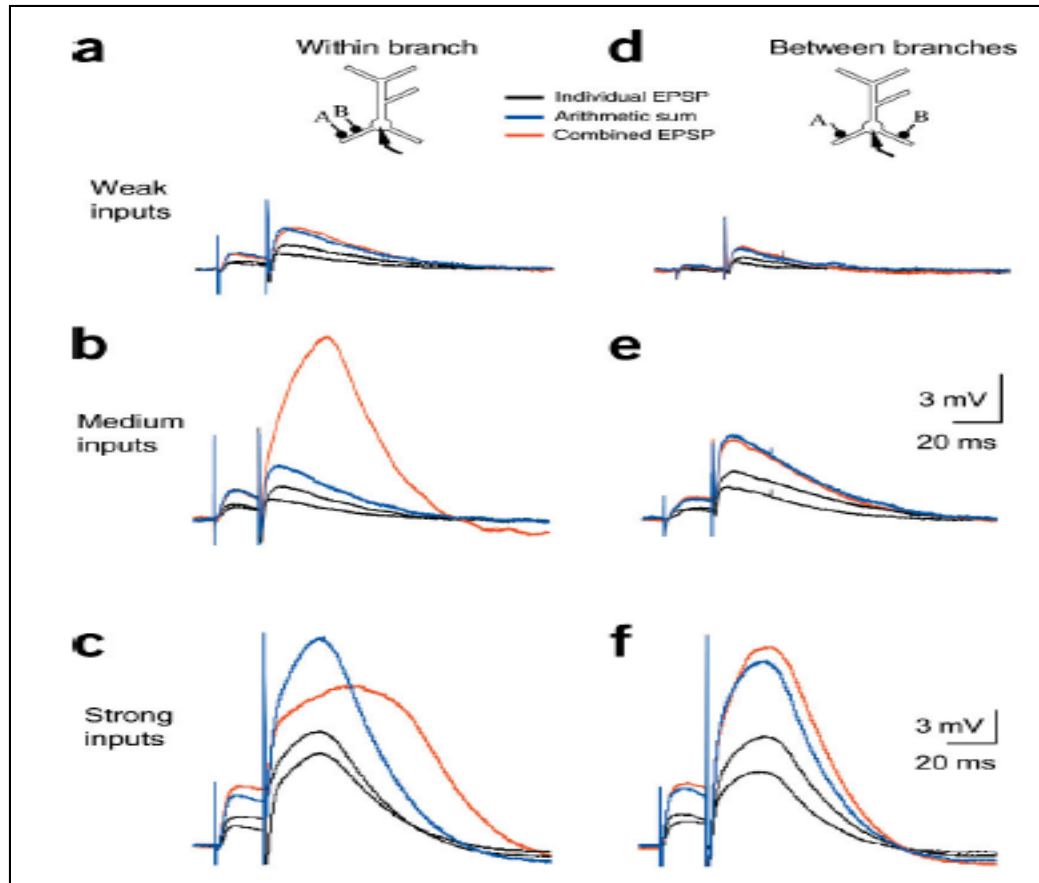 a
Within branch
A
B
Individual EPSP
Arithmetic sum
Combined EPSP
d
Between branches
A
B
Weak
inputs
b
Medium
inputs
e
3 mV
20 ms
c
Strong
inputs
f
3 mV
20 ms